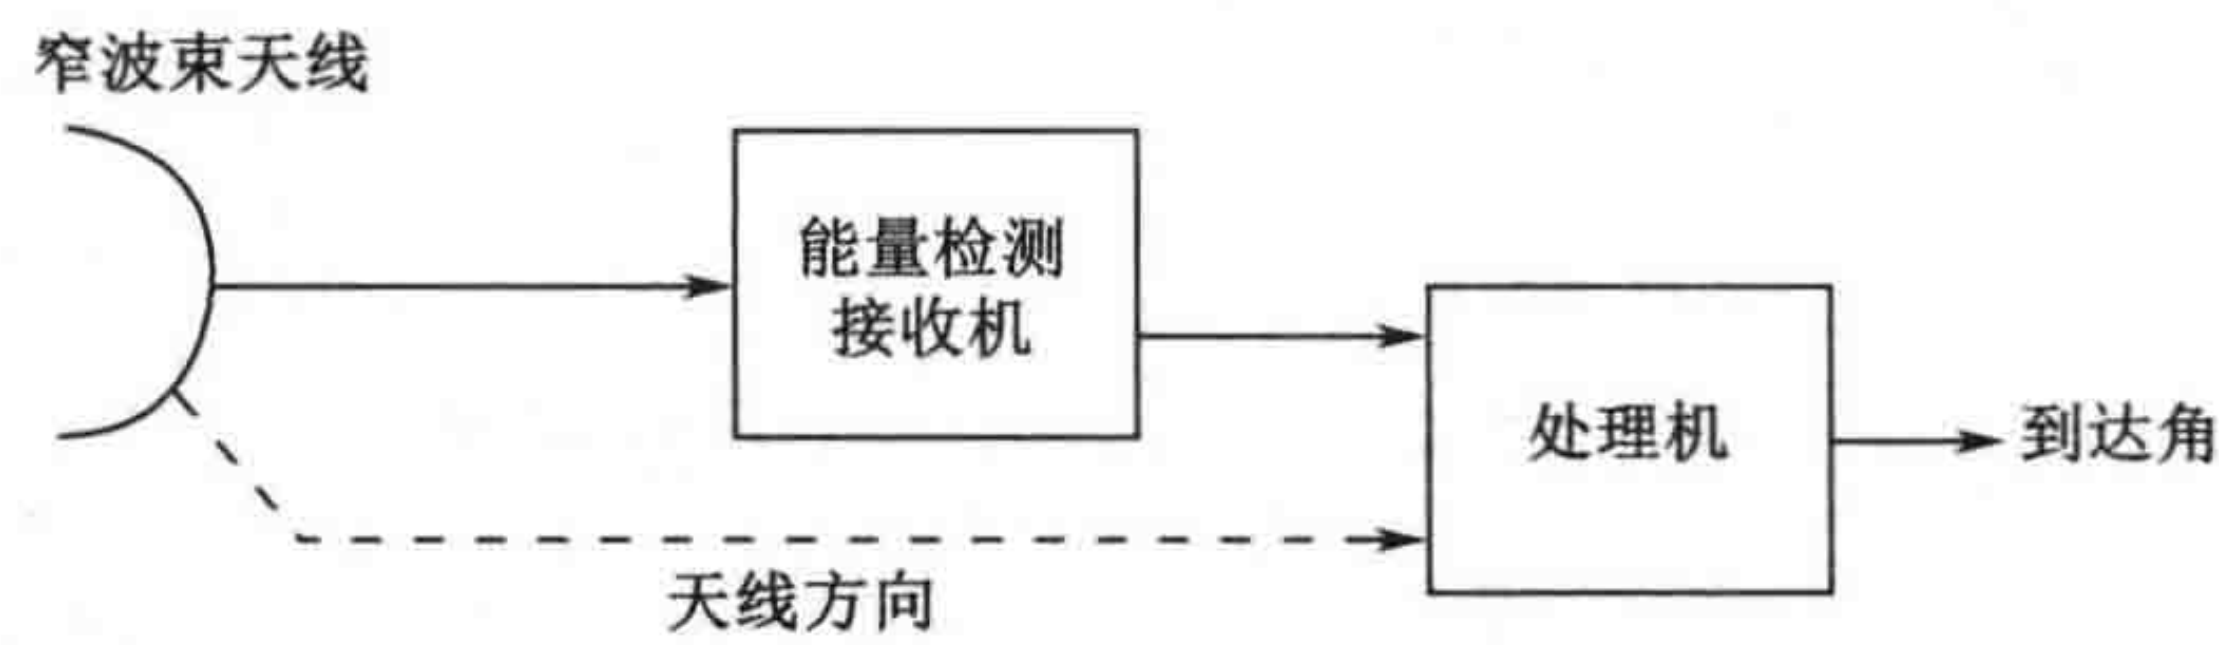 窄波束天线
能量检测
接收机
处理机
到达角
天线方向